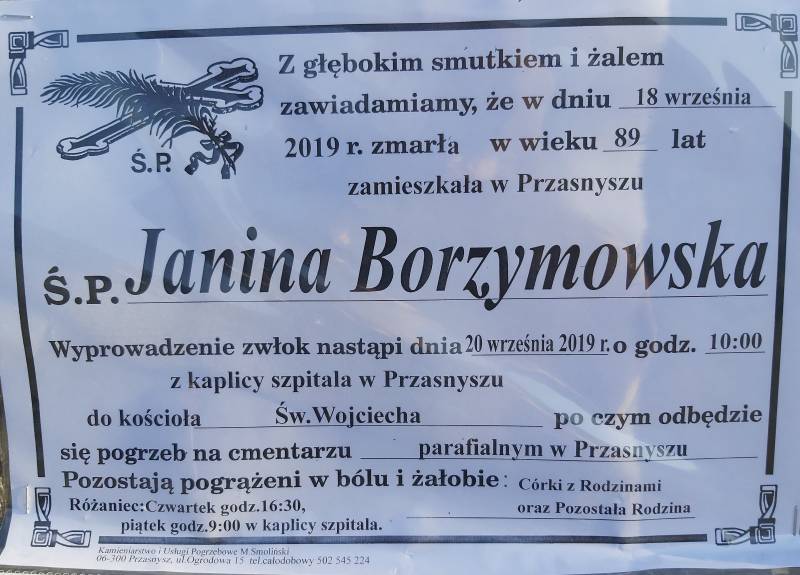 Z głębokim smutkiem i żalem
zawiadamiamy, że w dniu 18 września
2019 r. zmarła w wieku 89 lat
Ś.P.
zamieszkała w Przasnyszu
Ś.P. Janina Borzymowska
Wyprowadzenie zwłok nastąpi dnia 20 września 2019 r. o godz. 10:00
z kaplicy szpitala w Przasnyszu
do kościoła Św.Wojciecha po czym odbędzie
się pogrzeb na cmentarzu parafialnym w Przasnyszu
Pozostają pogrążeni w bólu i żałobie: Córki z Rodzinami
Różaniec:Czwartek godz.16:30, oraz Pozostała Rodzina
piątek godz.9:00 w kaplicy szpitala.
Kamieniarstwo i Usługi Pogrzebowe M.Smoliński
06-300 Przasnysz, ul.Ogrodowa 15 tel.całodobowy 502 545 224